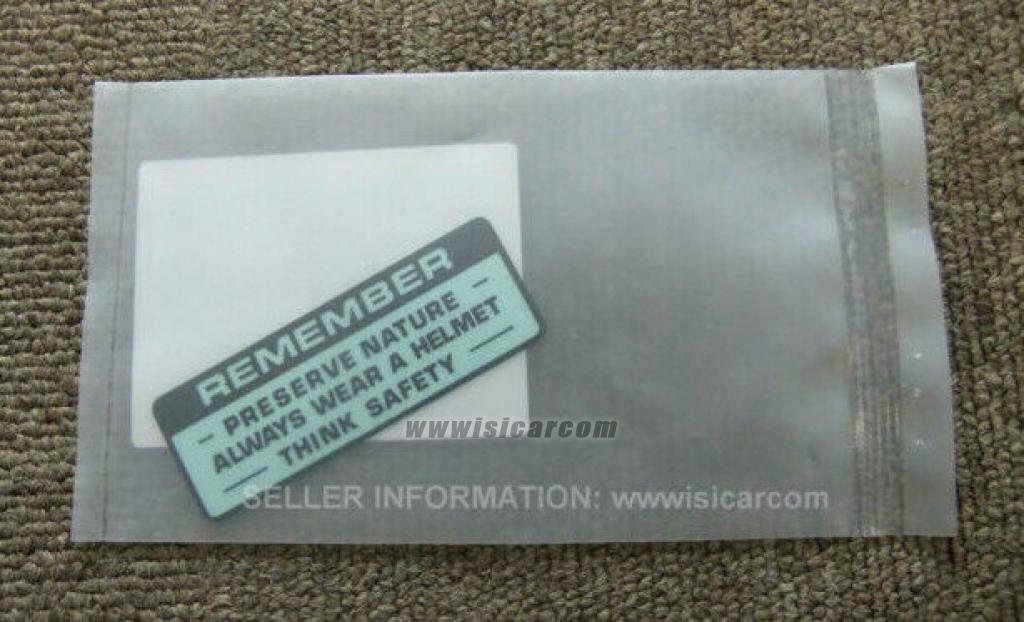 REMEMBER
— PRESERVE NATURE —
ALWAYS WEAR A HELMET
— THINK SAFETY —
wwwisicarcom
SELLER INFORMATION: wwwisicarcom